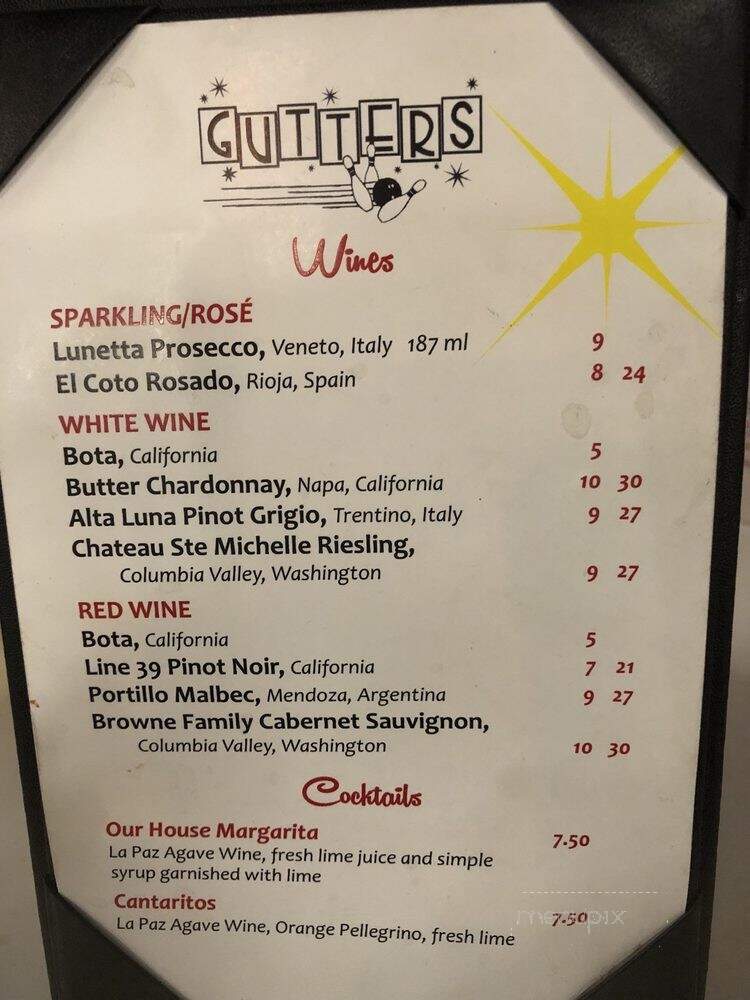 GUTTERS
Wines
SPARKLING/ROSÉ
Lunetta Prosecco, Veneto, Italy 187 ml 9
El Coto Rosado, Rioja, Spain 8 24
WHITE WINE
Bota, California 5
Butter Chardonnay, Napa, California 10 30
Alta Luna Pinot Grigio, Trentino, Italy 9 27
Chateau Ste Michelle Riesling,
Columbia Valley, Washington 9 27
RED WINE
Bota, California 5
Line 39 Pinot Noir, California 7 21
Portillo Malbec, Mendoza, Argentina 9 27
Browne Family Cabernet Sauvignon,
Columbia Valley, Washington 10 30
Cocktails
Our House Margarita 7.50
La Paz Agave Wine, fresh lime juice and simple
syrup garnished with lime
Cantaritos 7.50
La Paz Agave Wine, Orange Pellegrino, fresh lime
menupix